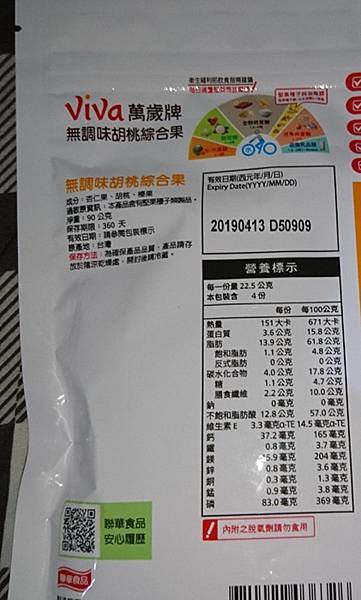 衛生福利部飲食指南建議
ViVa 萬歲牌
無調味胡桃綜合果
無調味胡桃綜合果
成分：杏仁果、胡桃、榛果
過敏原資訊：本產品含有堅果種子類製品。
淨重：90 公克
保存期限：360 天
有效日期：請參閱包裝標示
原產地：台灣
保存方法：為確保產品品質，產品請存
放於陰涼乾燥處，開封後請冷藏。
有效日期(西元年/月/日)
Expiry Date(YYYY/MM/DD)
20190413 D50909
營養標示
每一份量 22.5 公克
本包裝含 4 份
每份 每100公克
熱量 151 大卡 671 大卡
蛋白質 3.6 公克 15.8 公克
脂肪 13.9 公克 61.8 公克
飽和脂肪 1.1 公克 4.8 公克
反式脂肪 0 公克 0 公克
碳水化合物 4.0 公克 17.8 公克
糖 1.1 公克 4.7 公克
膳食纖維 2.2 公克 10.0 公克
鈉 0 毫克 0 毫克
不飽和脂肪酸 12.8 公克 57.0 公克
維生素 E 3.3 毫克α-TE 14.5 毫克α-TE
鈣 37.2 毫克 165 毫克
鐵 0.8 毫克 3.7 毫克
鎂 5.9 毫克 204 毫克
鋅 0.8 毫克 3.6 毫克
銅 0.3 毫克 1.3 毫克
錳 0.9 毫克 3.8 毫克
磷 83.0 毫克 369 毫克
內附之脫氧劑請勿食用
聯華食品
安心履歷
聯華食品